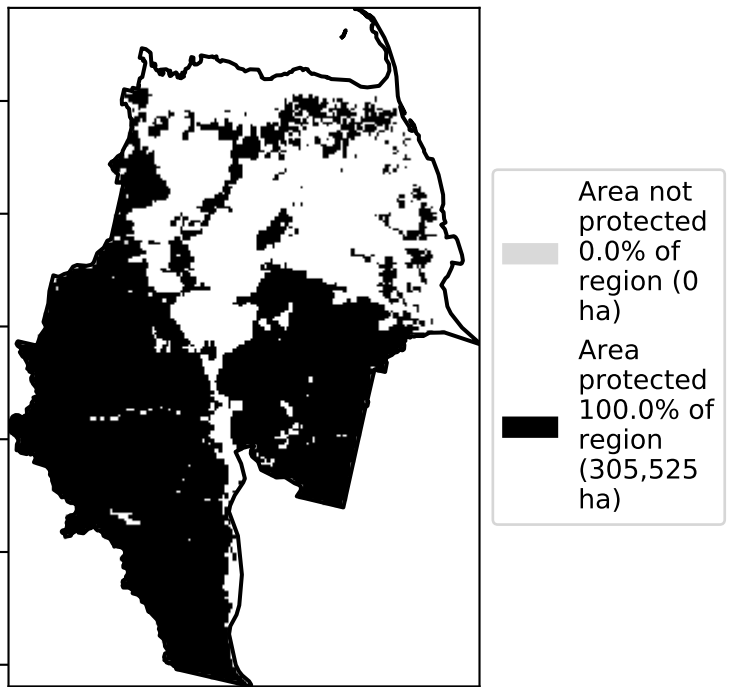 Area not
protected
0.0% of
region (0
ha)
Area
protected
100.0% of
region
(305,525
ha)